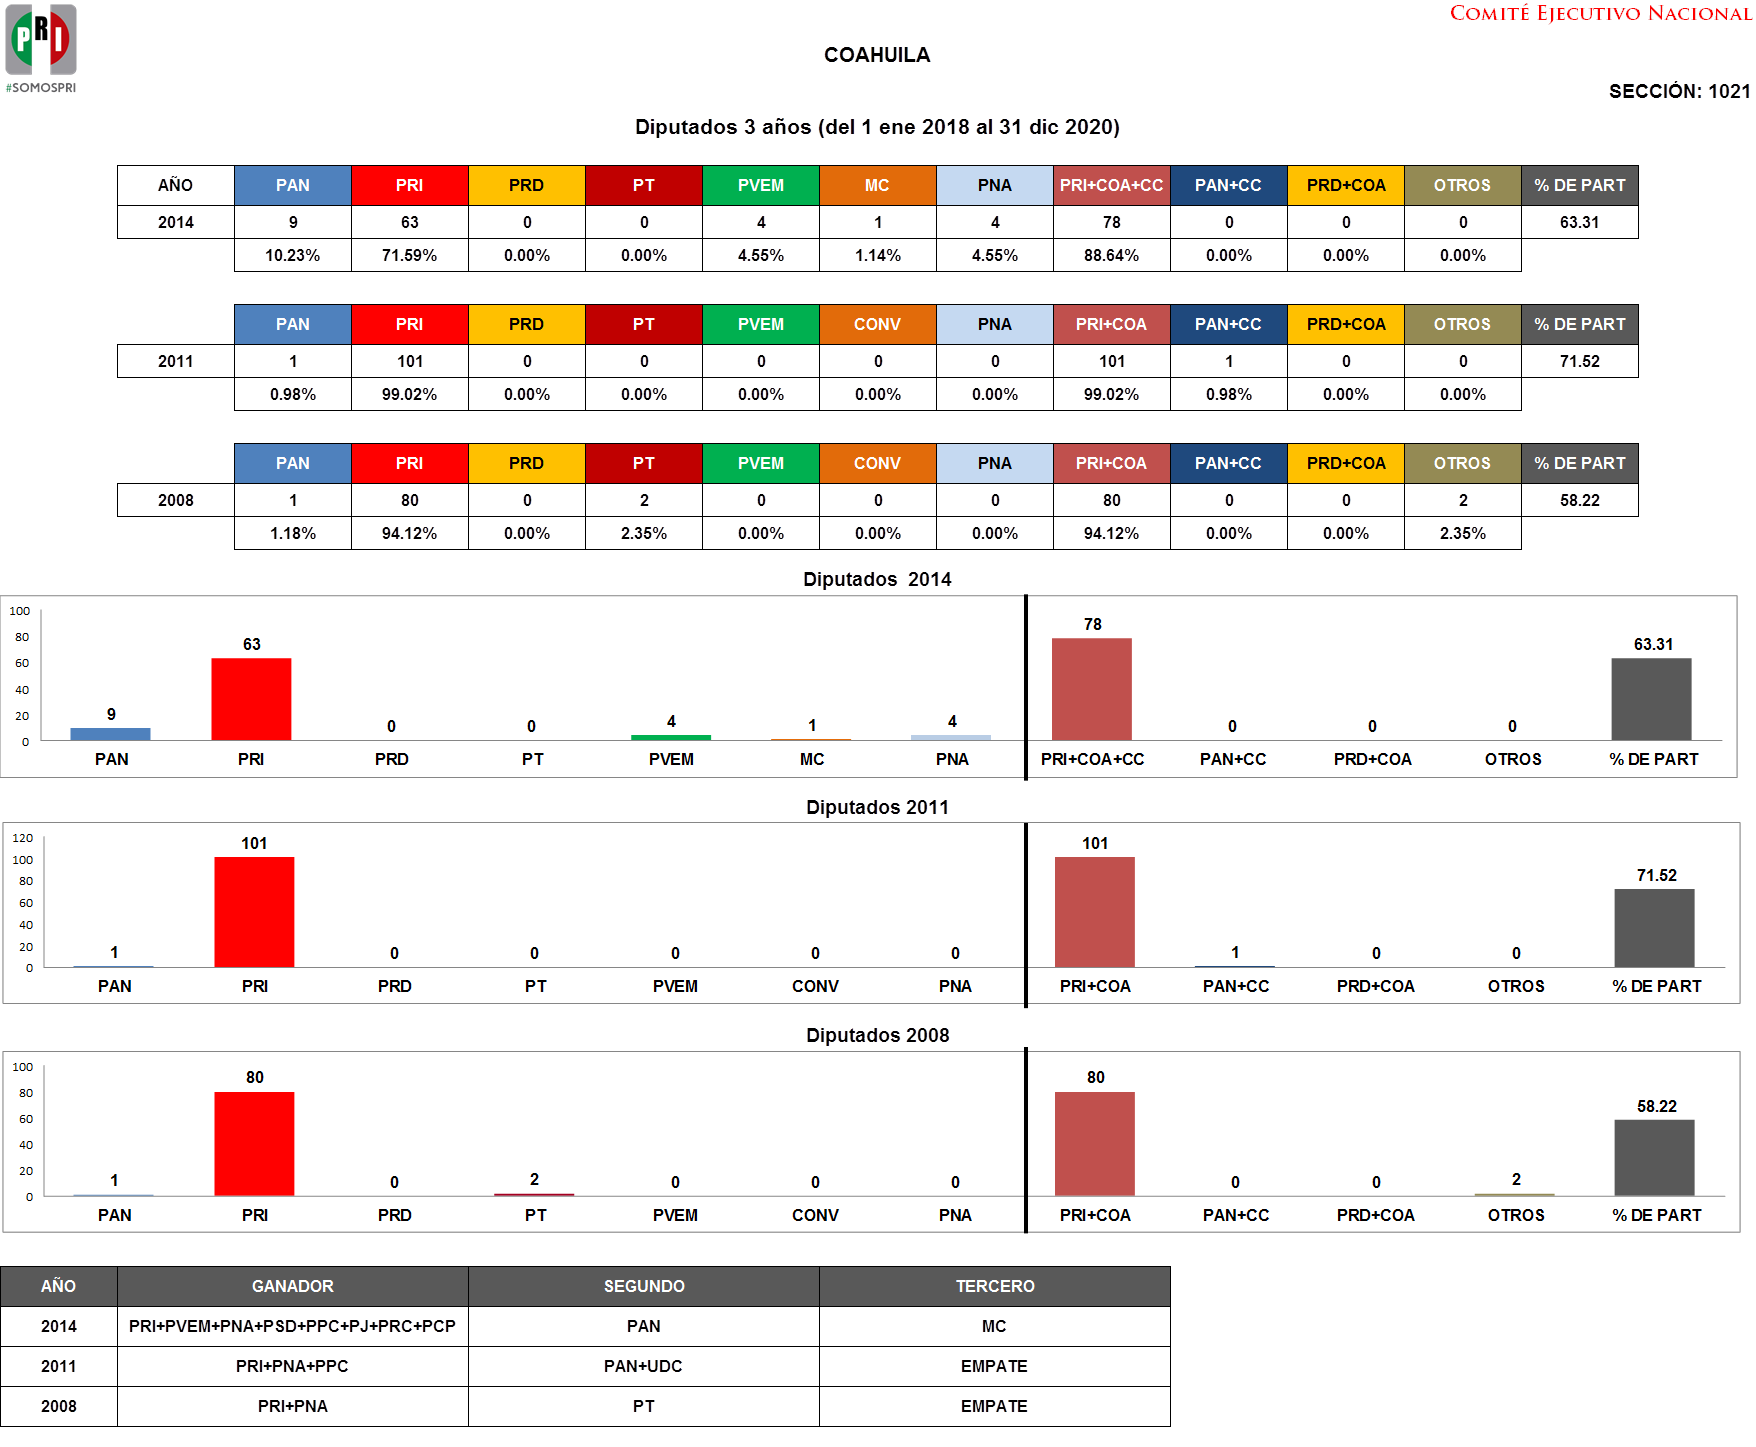 PRI
#SOMOSPRI
COMITÉ EJECUTIVO NACIONAL
COAHUILA
SECCIÓN: 1021
Diputados 3 años (del 1 ene 2018 al 31 dic 2020)
AÑO PAN PRI PRD PT PVEM MC PNA PRI+COA+CC PAN+CC PRD+COA OTROS % DE PART
2014 9 63 0 0 4 1 4 78 0 0 0 63.31
10.23% 71.59% 0.00% 0.00% 4.55% 1.14% 4.55% 88.64% 0.00% 0.00% 0.00%
PAN PRI PRD PT PVEM CONV PNA PRI+COA PAN+CC PRD+COA OTROS % DE PART
2011 1 101 0 0 0 0 0 101 1 0 0 71.52
0.98% 99.02% 0.00% 0.00% 0.00% 0.00% 0.00% 99.02% 0.98% 0.00% 0.00%
PAN PRI PRD PT PVEM CONV PNA PRI+COA PAN+CC PRD+COA OTROS % DE PART
2008 1 80 0 2 0 0 0 80 0 0 2 58.22
1.18% 94.12% 0.00% 2.35% 0.00% 0.00% 0.00% 94.12% 0.00% 0.00% 2.35%
Diputados 2014
100
80
60
40
20
0
9 63 0 0 4 1 4 78 0 0 0 63.31
PAN PRI PRD PT PVEM MC PNA PRI+COA+CC PAN+CC PRD+COA OTROS % DE PART
Diputados 2011
120
100
80
60
40
20
0
1 101 0 0 0 0 0 101 1 0 0 71.52
PAN PRI PRD PT PVEM CONV PNA PRI+COA PAN+CC PRD+COA OTROS % DE PART
Diputados 2008
100
80
60
40
20
0
1 80 0 2 0 0 0 80 0 0 2 58.22
PAN PRI PRD PT PVEM CONV PNA PRI+COA PAN+CC PRD+COA OTROS % DE PART
AÑO GANADOR SEGUNDO TERCERO
2014 PRI+PVEM+PNA+PSD+PPC+PJ+PRC+PCP PAN MC
2011 PRI+PNA+PPC PAN+UDC EMPATE
2008 PRI+PNA PT EMPATE